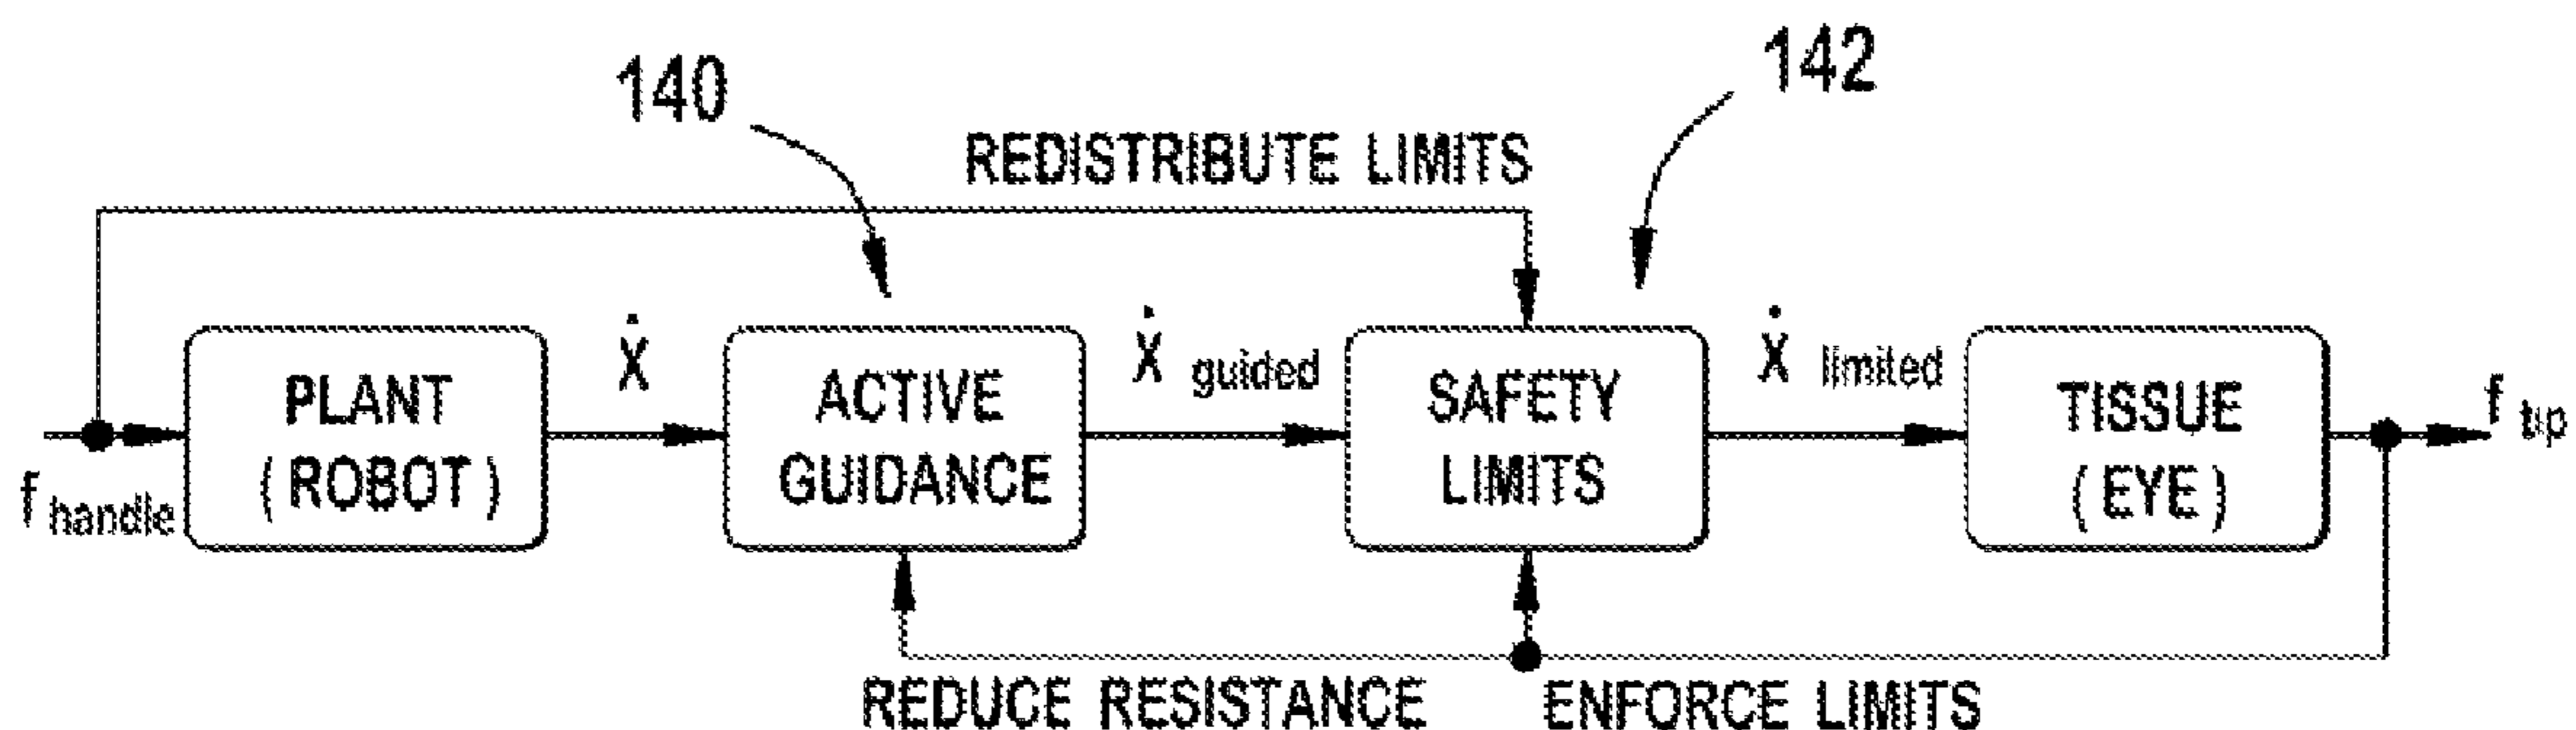 140
142
REDISTRIBUTE LIMITS
f handle
PLANT
( ROBOT )
Ẋ
ACTIVE
GUIDANCE
Ẋ guided
SAFETY
LIMITS
Ẋ limited
TISSUE
( EYE )
f tip
REDUCE RESISTANCE
ENFORCE LIMITS